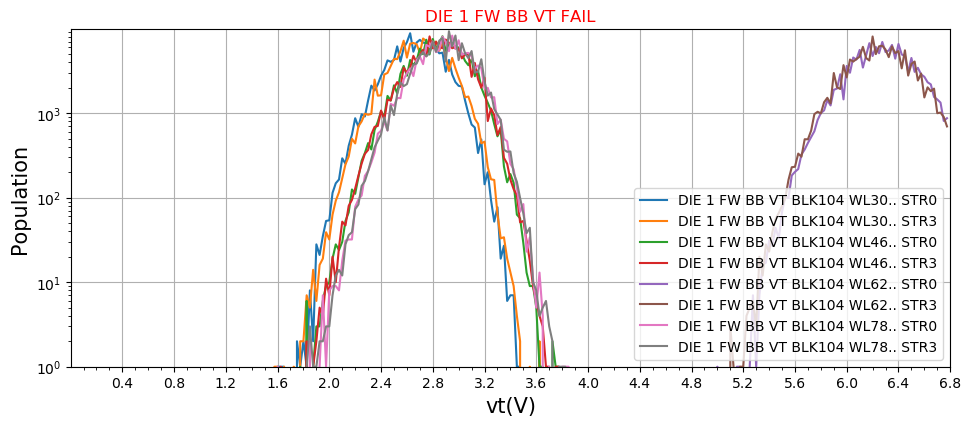 DIE 1 FW BB VT FAIL
Population
10³
10²
10¹
10⁰
DIE 1 FW BB VT BLK104 WL30.. STR0
DIE 1 FW BB VT BLK104 WL30.. STR3
DIE 1 FW BB VT BLK104 WL46.. STR0
DIE 1 FW BB VT BLK104 WL46.. STR3
DIE 1 FW BB VT BLK104 WL62.. STR0
DIE 1 FW BB VT BLK104 WL62.. STR3
DIE 1 FW BB VT BLK104 WL78.. STR0
DIE 1 FW BB VT BLK104 WL78.. STR3
0.4 0.8 1.2 1.6 2.0 2.4 2.8 3.2 3.6 4.0 4.4 4.8 5.2 5.6 6.0 6.4 6.8
vt(V)